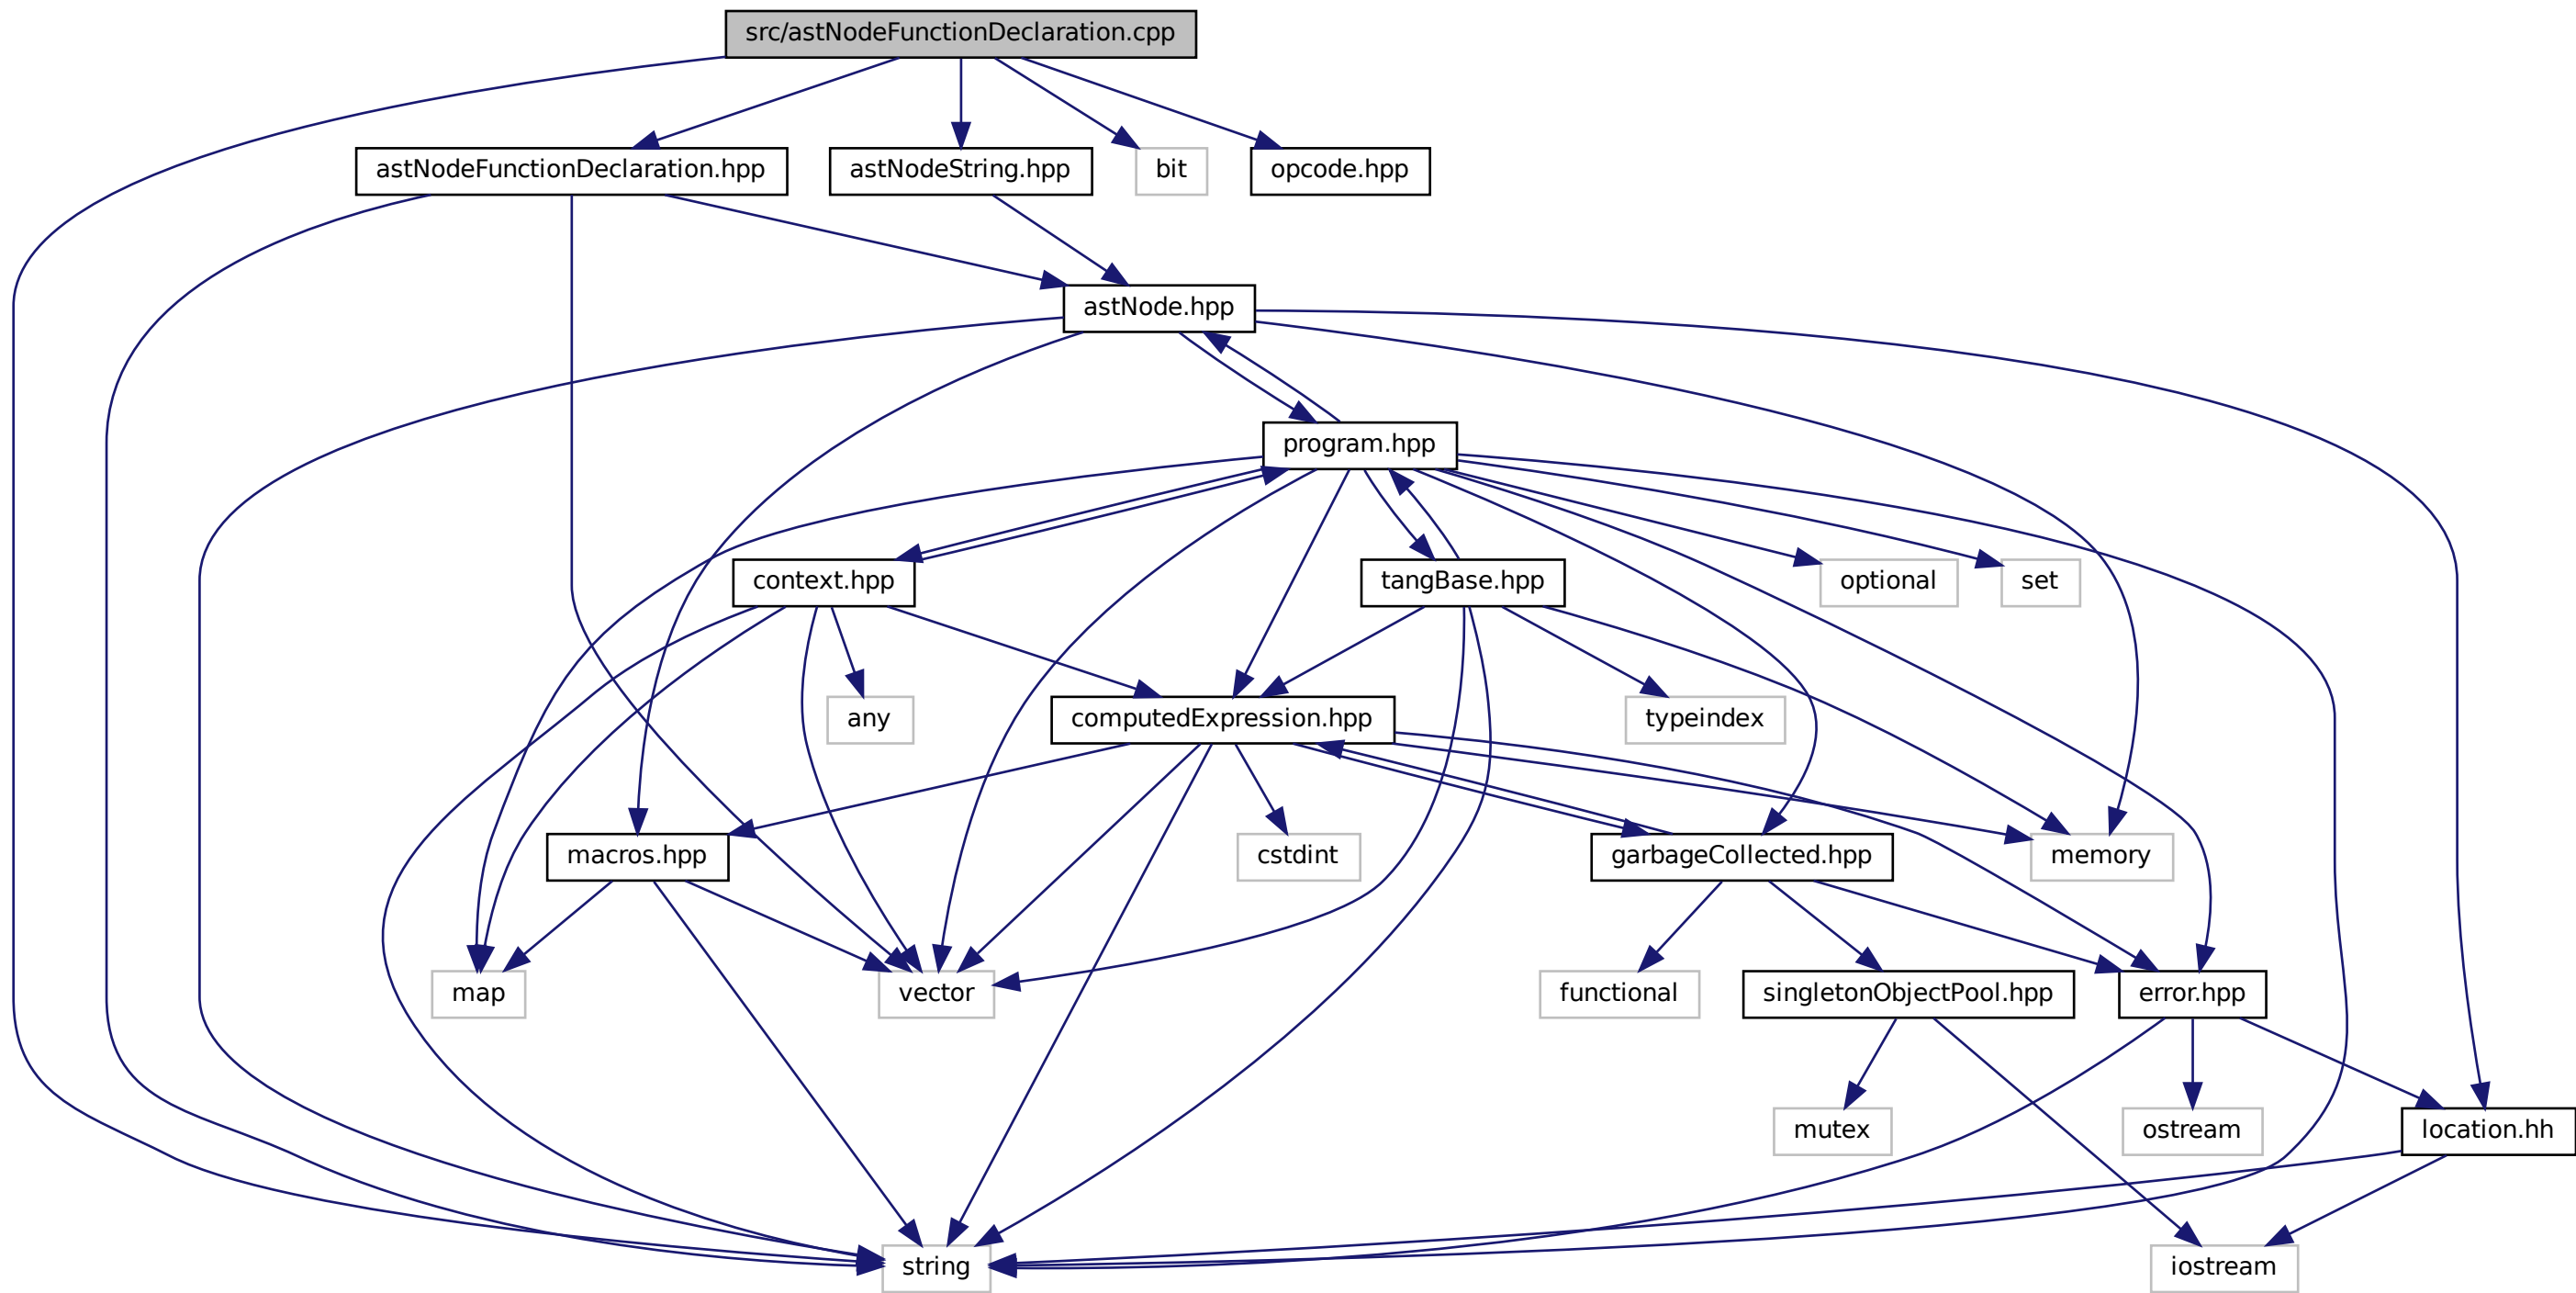 src/astNodeFunctionDeclaration.cpp
astNodeFunctionDeclaration.hpp
astNodeString.hpp
bit
opcode.hpp
astNode.hpp
program.hpp
context.hpp
tangBase.hpp
optional
set
any
computedExpression.hpp
typeindex
macros.hpp
cstdint
garbageCollected.hpp
memory
map
vector
functional
singletonObjectPool.hpp
error.hpp
mutex
ostream
location.hh
string
iostream